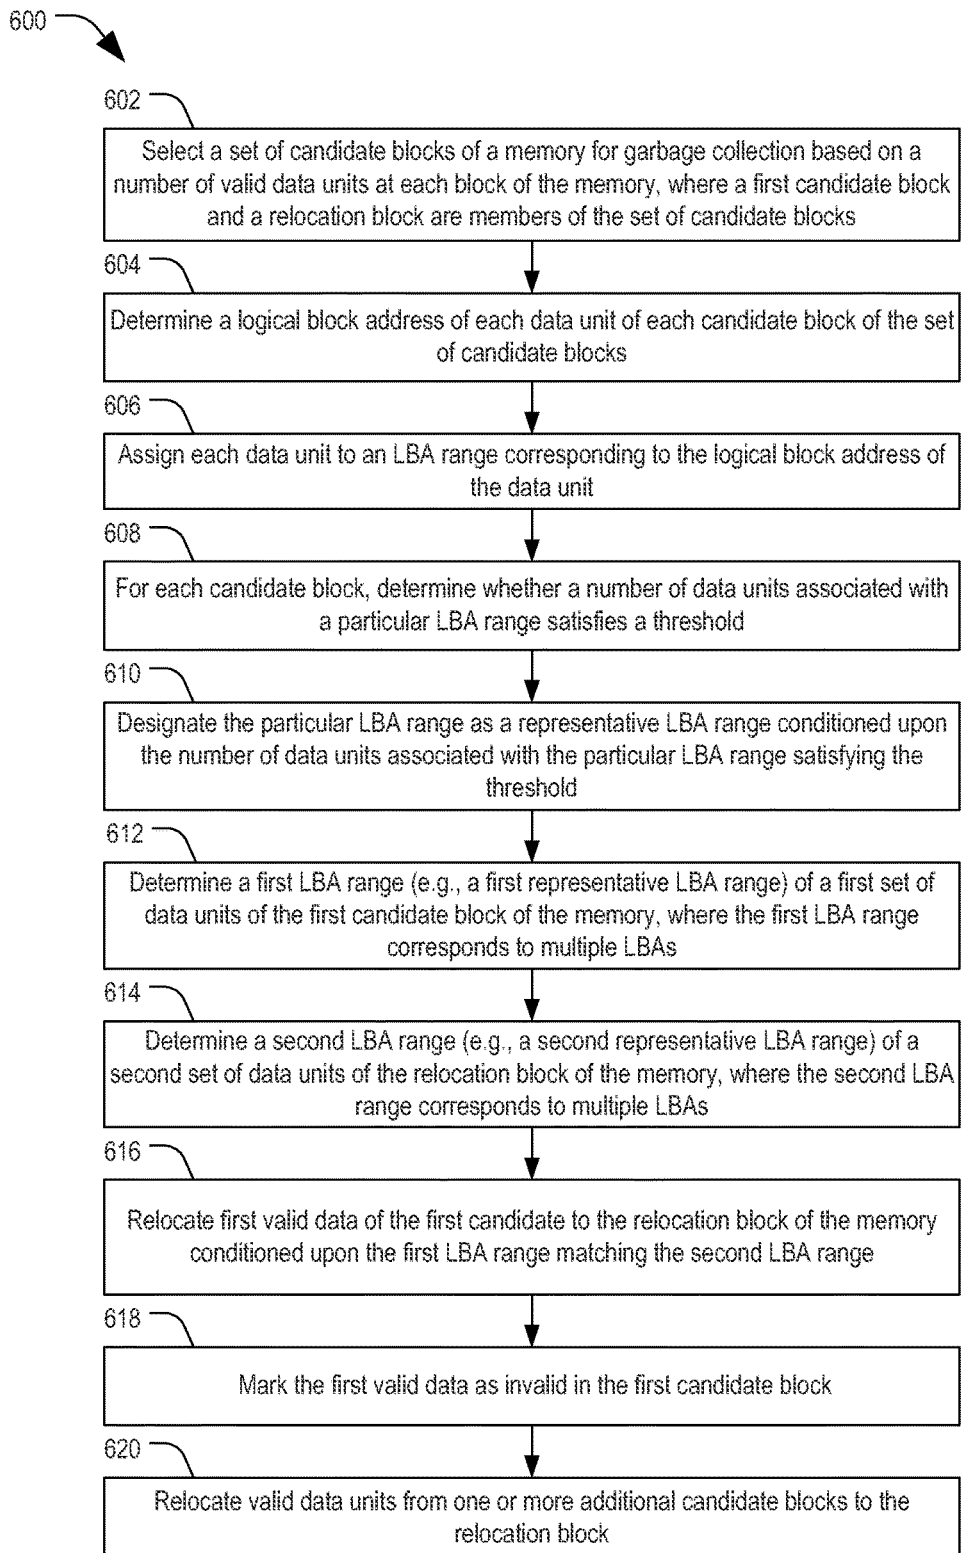 600
602
Select a set of candidate blocks of a memory for garbage collection based on a
number of valid data units at each block of the memory, where a first candidate block
and a relocation block are members of the set of candidate blocks
604
Determine a logical block address of each data unit of each candidate block of the set
of candidate blocks
606
Assign each data unit to an LBA range corresponding to the logical block address of
the data unit
608
For each candidate block, determine whether a number of data units associated with
a particular LBA range satisfies a threshold
610
Designate the particular LBA range as a representative LBA range conditioned upon
the number of data units associated with the particular LBA range satisfying the
threshold
612
Determine a first LBA range (e.g., a first representative LBA range) of a first set of
data units of the first candidate block of the memory, where the first LBA range
corresponds to multiple LBAs
614
Determine a second LBA range (e.g., a second representative LBA range) of a
second set of data units of the relocation block of the memory, where the second LBA
range corresponds to multiple LBAs
616
Relocate first valid data of the first candidate to the relocation block of the memory
conditioned upon the first LBA range matching the second LBA range
618
Mark the first valid data as invalid in the first candidate block
620
Relocate valid data units from one or more additional candidate blocks to the
relocation block